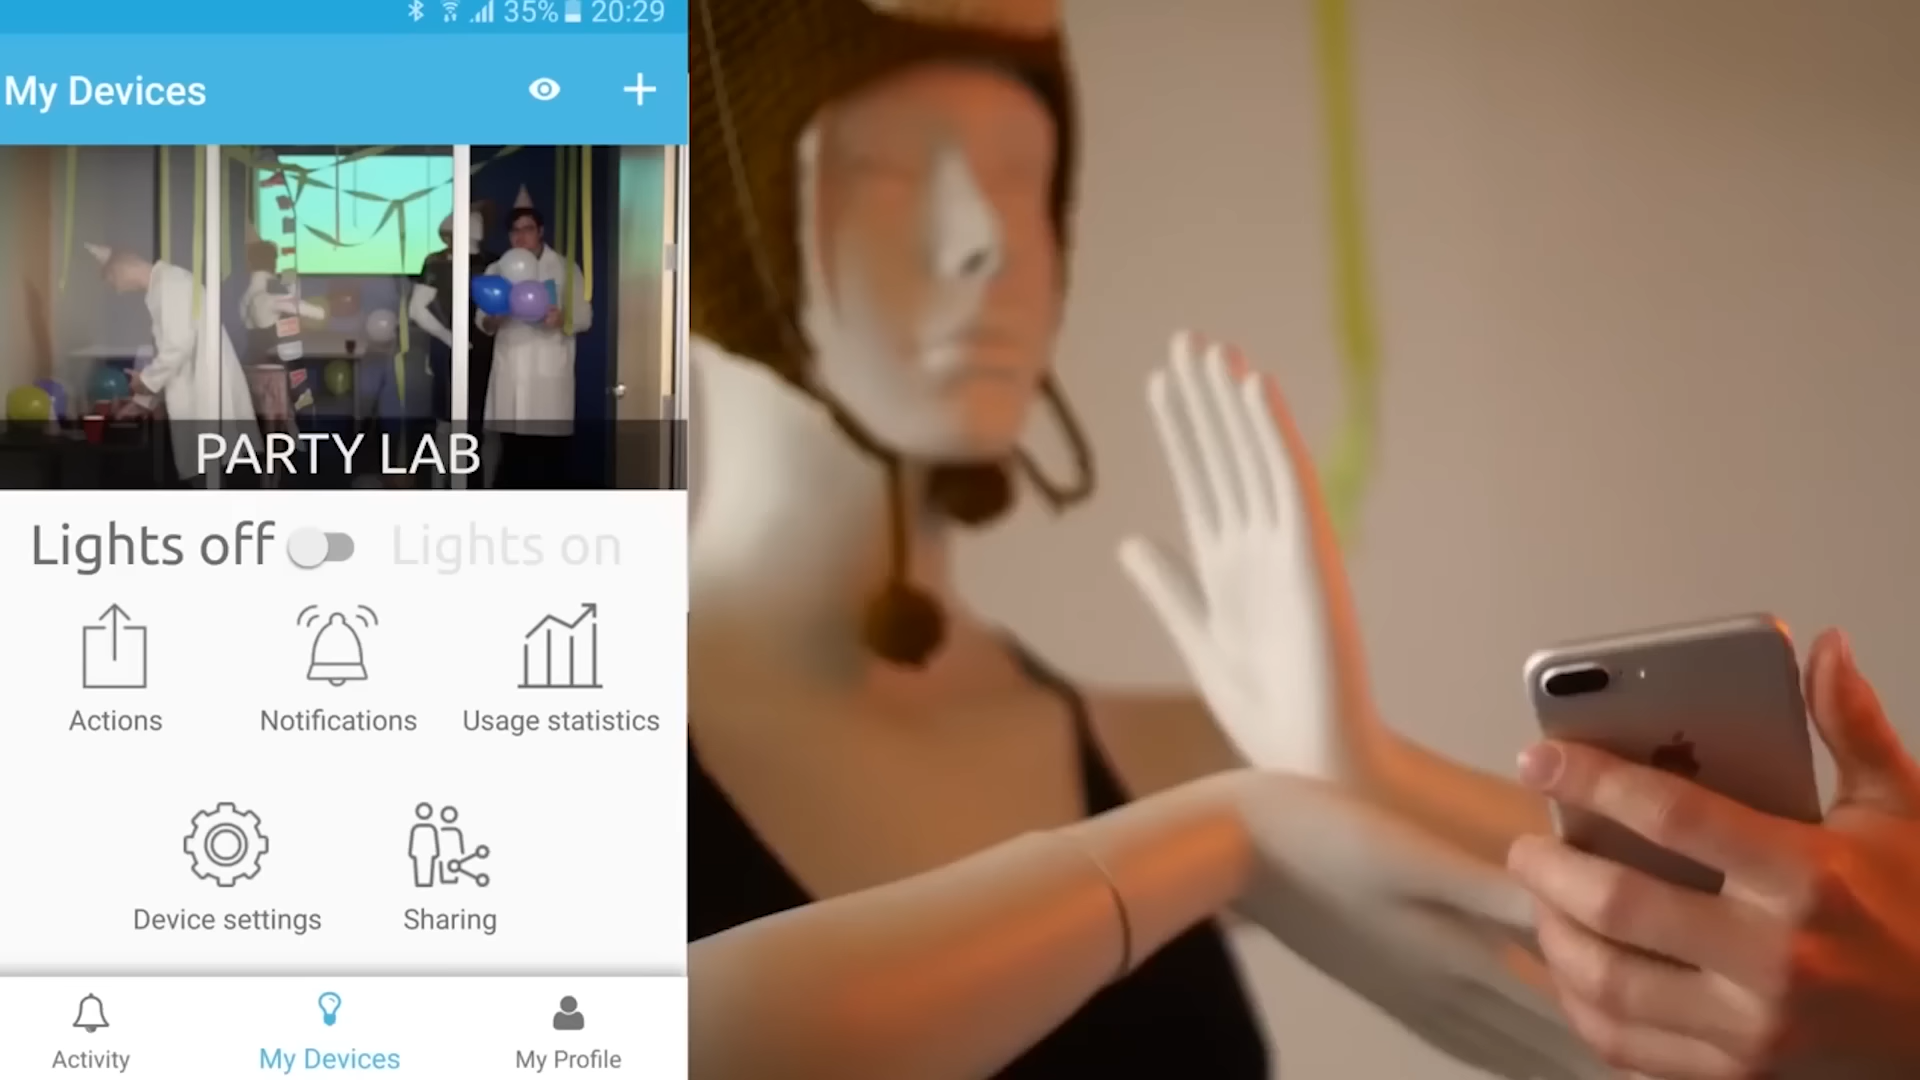 35% 20:29
My Devices
PARTY LAB
Lights off Lights on
Actions Notifications Usage statistics
Device settings Sharing
Activity My Devices My Profile